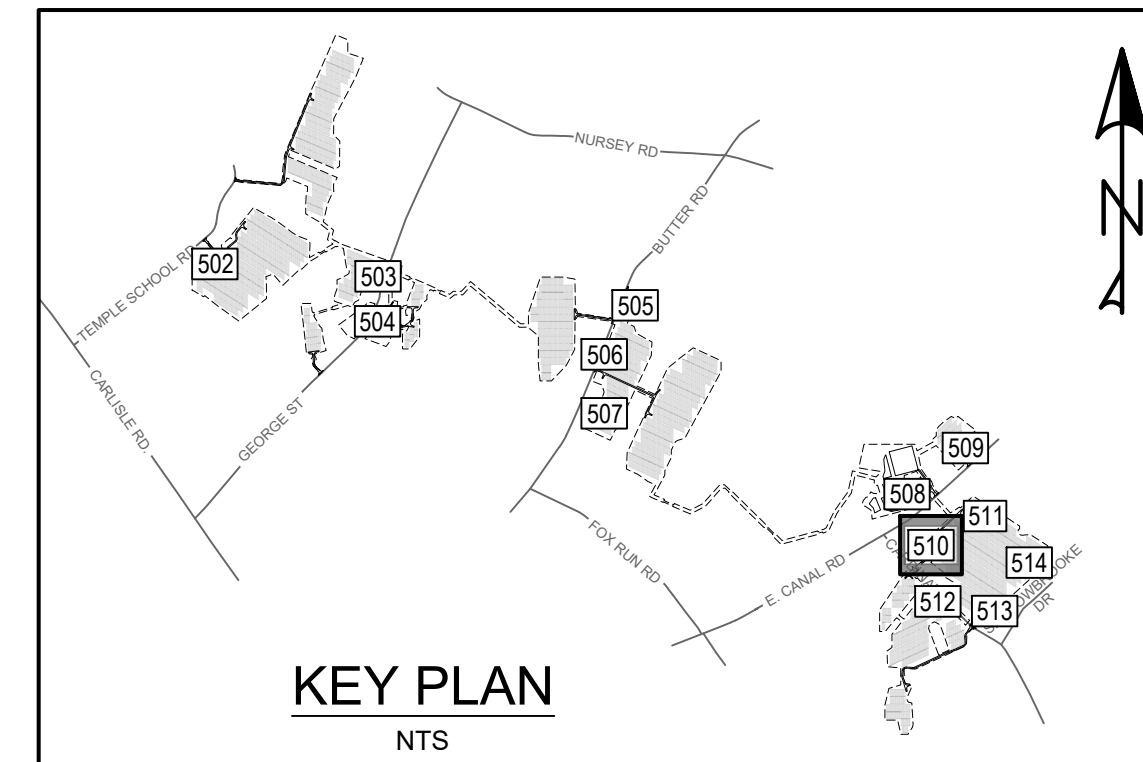 NURSEY RD
BUTTER RD
N
TEMPLE SCHOOL RD
502
503
504
505
506
507
CARLISLE RD.
GEORGE ST
509
508
511
510
514
FOX RUN RD
E. CANAL RD
512
513
DR
KEY PLAN
NTS